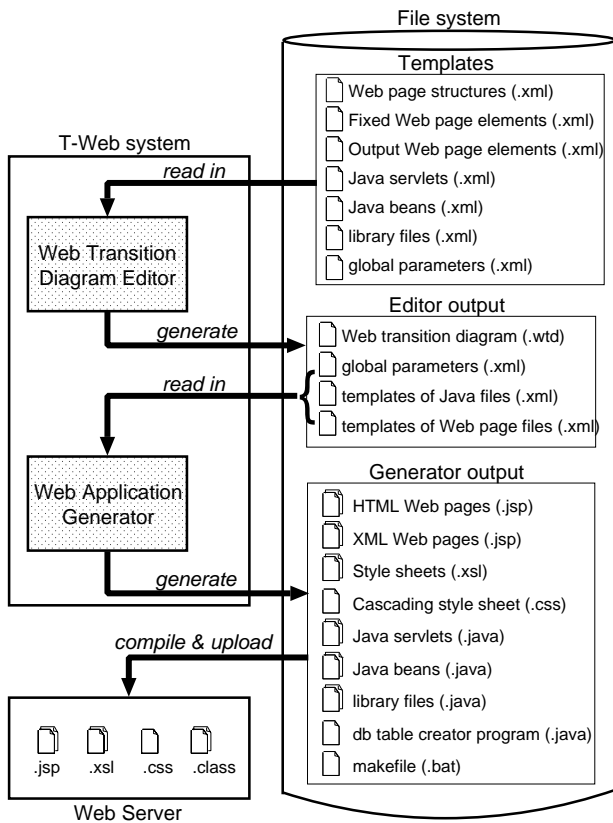 File system
Templates
Web page structures (.xml)
Fixed Web page elements (.xml)
Output Web page elements (.xml)
Java servlets (.xml)
Java beans (.xml)
library files (.xml)
global parameters (.xml)
T-Web system
read in
Web Transition
Diagram Editor
generate
Editor output
Web transition diagram (.wtd)
global parameters (.xml)
templates of Java files (.xml)
templates of Web page files (.xml)
read in
Web Application
Generator
generate
Generator output
HTML Web pages (.jsp)
XML Web pages (.jsp)
Style sheets (.xsl)
Cascading style sheet (.css)
Java servlets (.java)
Java beans (.java)
library files (.java)
db table creator program (.java)
makefile (.bat)
compile & upload
.jsp .xsl .css .class
Web Server